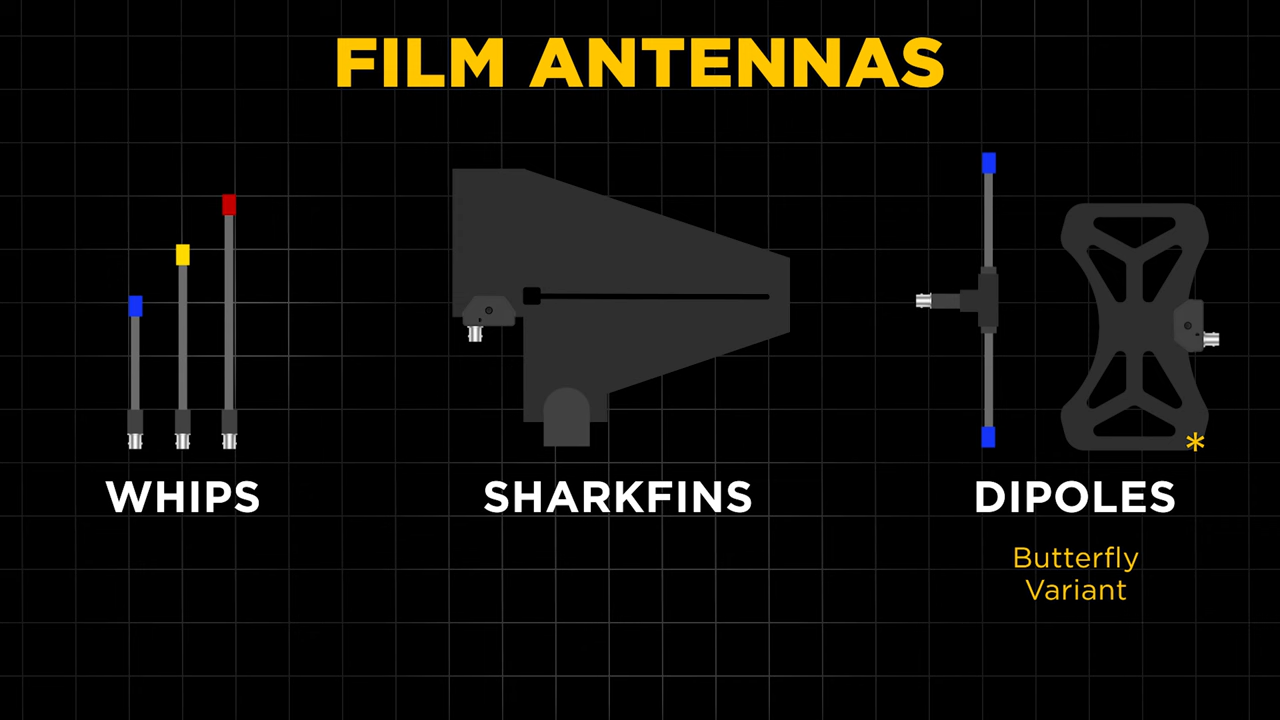 FILM ANTENNAS
*
WHIPS
SHARKFINS
DIPOLES
Butterfly
Variant